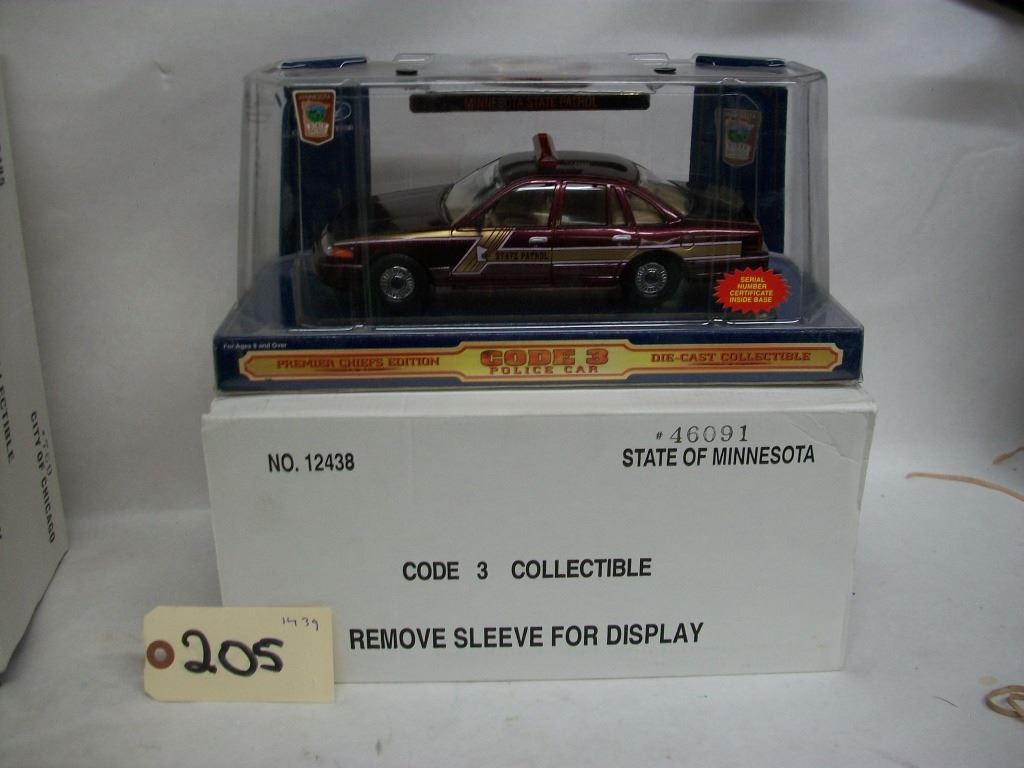 MINNESOTA STATE PATROL
MINNESOTA
STATE PATROL
SERIAL
NUMBER
CERTIFICATE
INSIDE BASE
For Ages 8 and Over
PREMIER CHIEFS EDITION
CODE 3
POLICE CAR
DIE-CAST COLLECTIBLE
# 46091
NO. 12438
STATE OF MINNESOTA
CODE 3 COLLECTIBLE
REMOVE SLEEVE FOR DISPLAY
1439
205
CITY OF CHICAGO